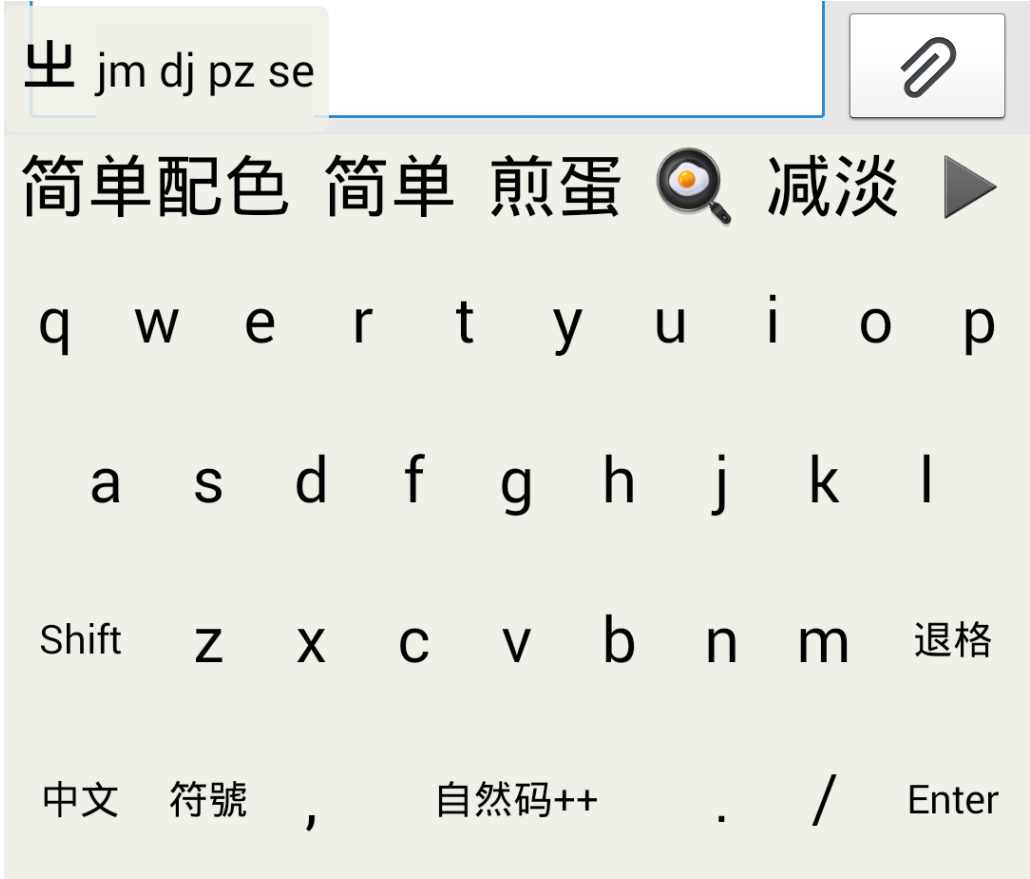 㞢 jm dj pz se
简单配色 简单 煎蛋 🍳 减淡 ▶
q w e r t y u i o p
a s d f g h j k l
Shift z x c v b n m 退格
中文 符號 , 自然码++ . / Enter